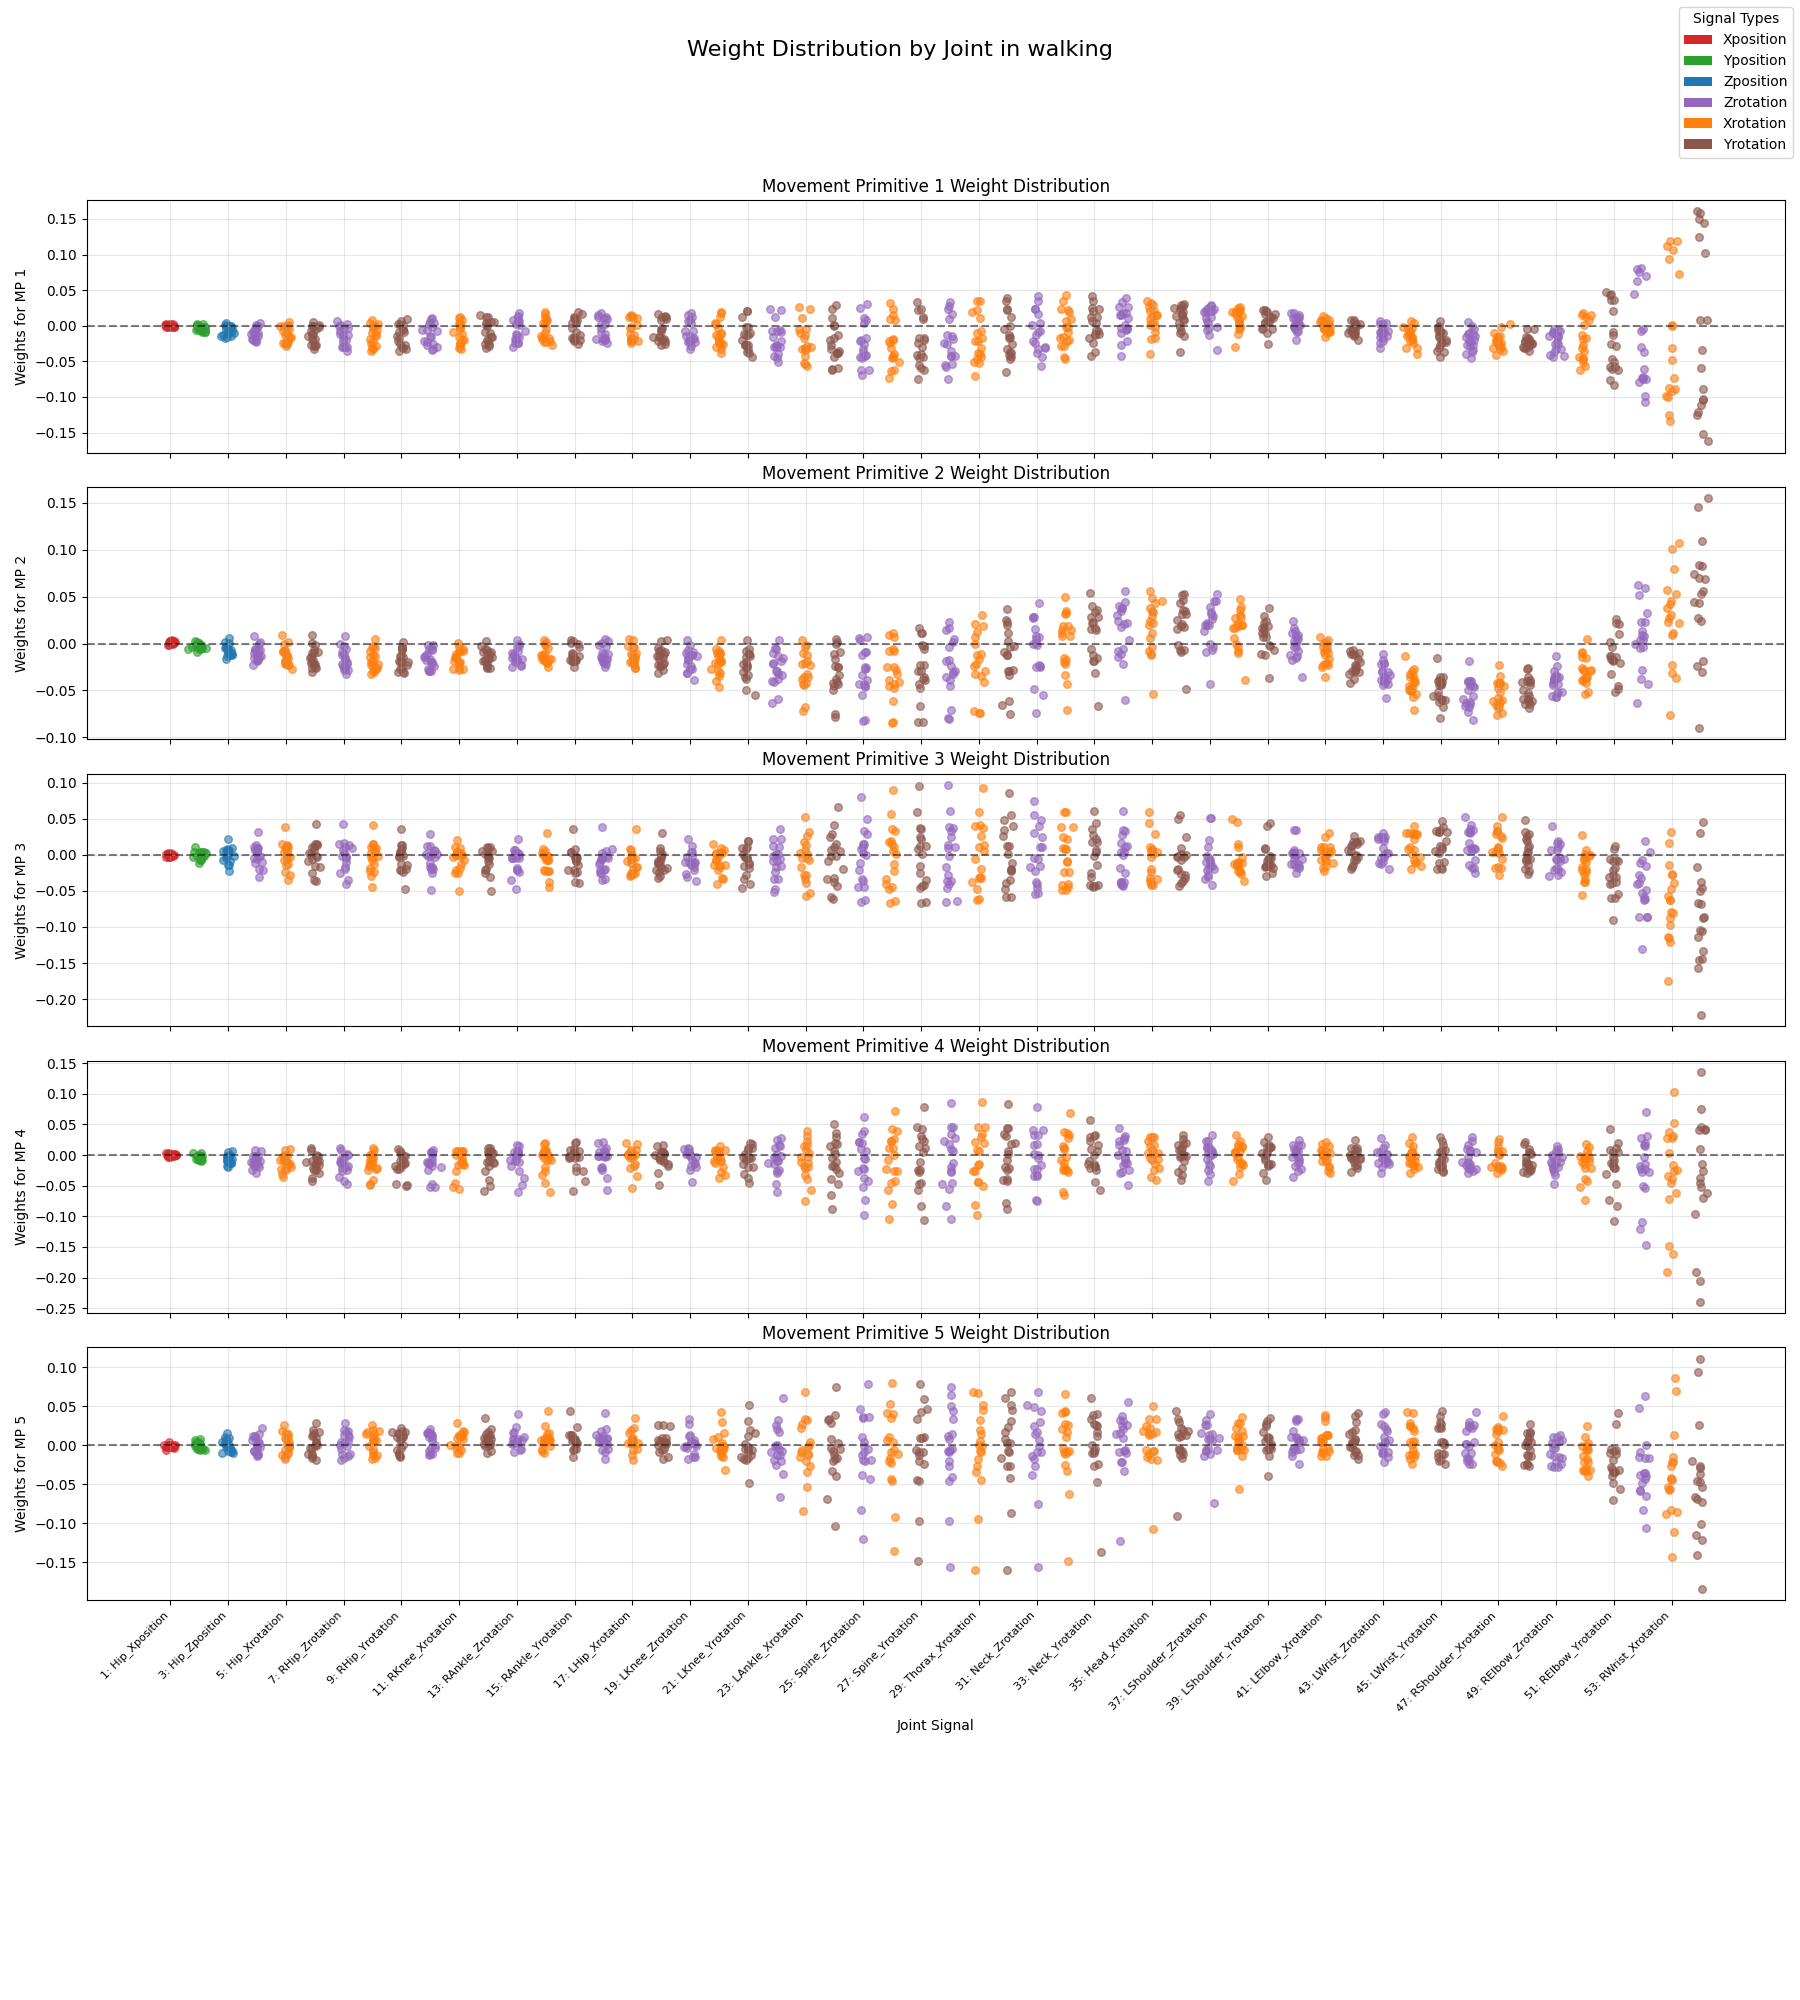 Signal Types
Xposition
Yposition
Zposition
Zrotation
Xrotation
Yrotation
Weight Distribution by Joint in walking
Movement Primitive 1 Weight Distribution
Weights for MP 1
0.15
0.10
0.05
0.00
−0.05
−0.10
−0.15
Movement Primitive 2 Weight Distribution
Weights for MP 2
0.15
0.10
0.05
0.00
−0.05
−0.10
Movement Primitive 3 Weight Distribution
Weights for MP 3
0.10
0.05
0.00
−0.05
−0.10
−0.15
−0.20
Movement Primitive 4 Weight Distribution
Weights for MP 4
0.15
0.10
0.05
0.00
−0.05
−0.10
−0.15
−0.20
−0.25
Movement Primitive 5 Weight Distribution
Weights for MP 5
0.10
0.05
0.00
−0.05
−0.10
−0.15
1: Hip_Xposition
3: Hip_Zposition
5: Hip_Xrotation
7: RHip_Zrotation
9: RHip_Yrotation
11: RKnee_Xrotation
13: RAnkle_Zrotation
15: RAnkle_Yrotation
17: LHip_Xrotation
19: LKnee_Zrotation
21: LKnee_Yrotation
23: LAnkle_Xrotation
25: Spine_Zrotation
27: Spine_Yrotation
29: Thorax_Xrotation
31: Neck_Zrotation
33: Neck_Yrotation
35: Head_Xrotation
37: LShoulder_Zrotation
39: LShoulder_Yrotation
41: LElbow_Xrotation
43: LWrist_Zrotation
45: LWrist_Yrotation
47: RShoulder_Xrotation
49: RElbow_Zrotation
51: RElbow_Yrotation
53: RWrist_Xrotation
Joint Signal